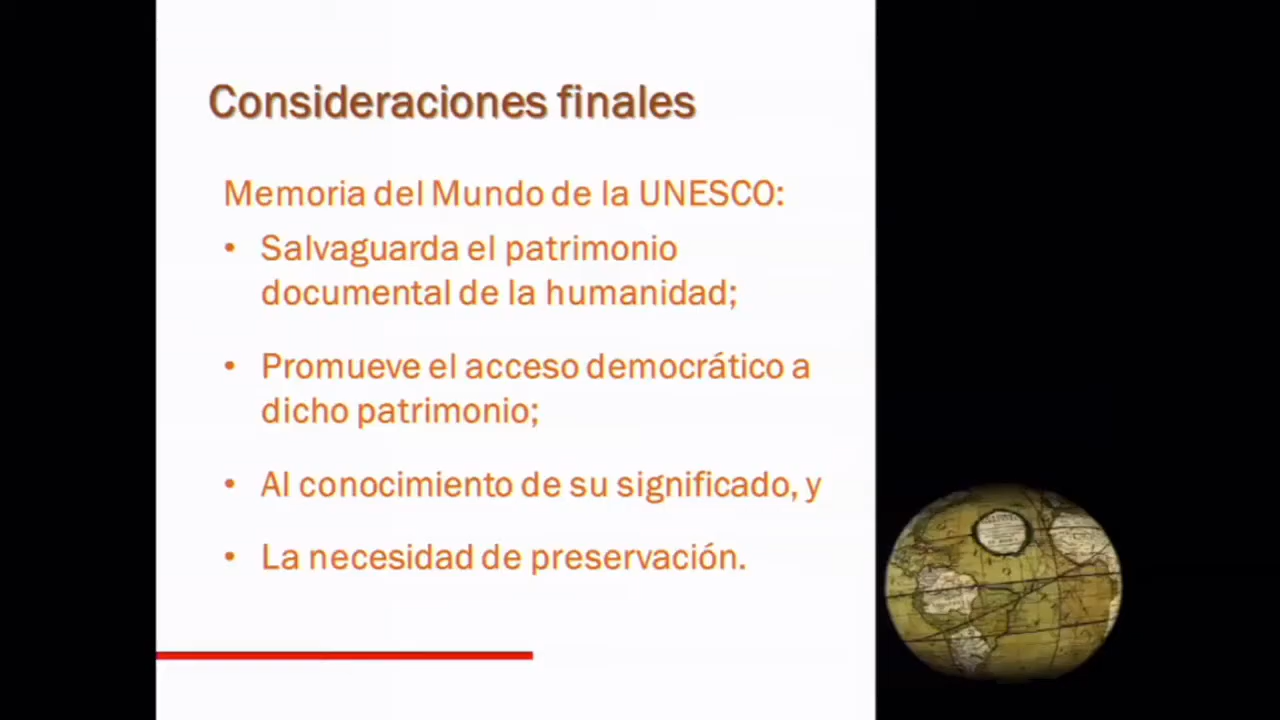 Consideraciones finales
Memoria del Mundo de la UNESCO:
• Salvaguarda el patrimonio
documental de la humanidad;
• Promueve el acceso democrático a
dicho patrimonio;
• Al conocimiento de su significado, y
• La necesidad de preservación.